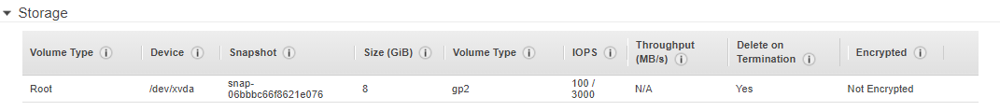 Storage
Volume Type Device Snapshot Size (GiB) Volume Type IOPS Throughput (MB/s) Delete on Termination Encrypted
Root /dev/xvda snap-06bbbc66f8621e076 8 gp2 100 / 3000 N/A Yes Not Encrypted